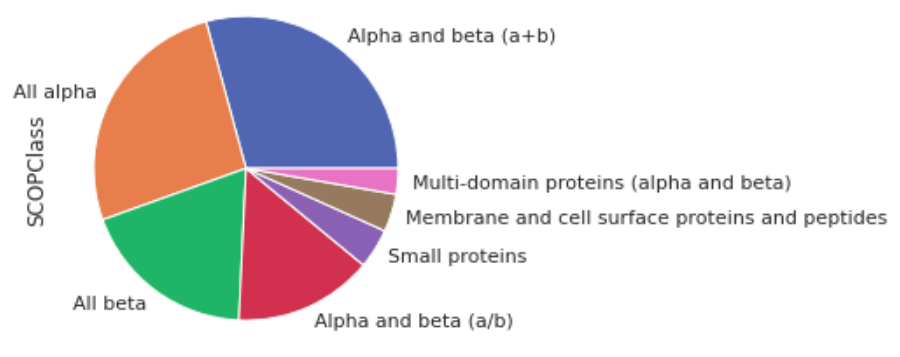 Alpha and beta (a+b)
All alpha
SCOPClass
Multi-domain proteins (alpha and beta)
Membrane and cell surface proteins and peptides
Small proteins
All beta
Alpha and beta (a/b)